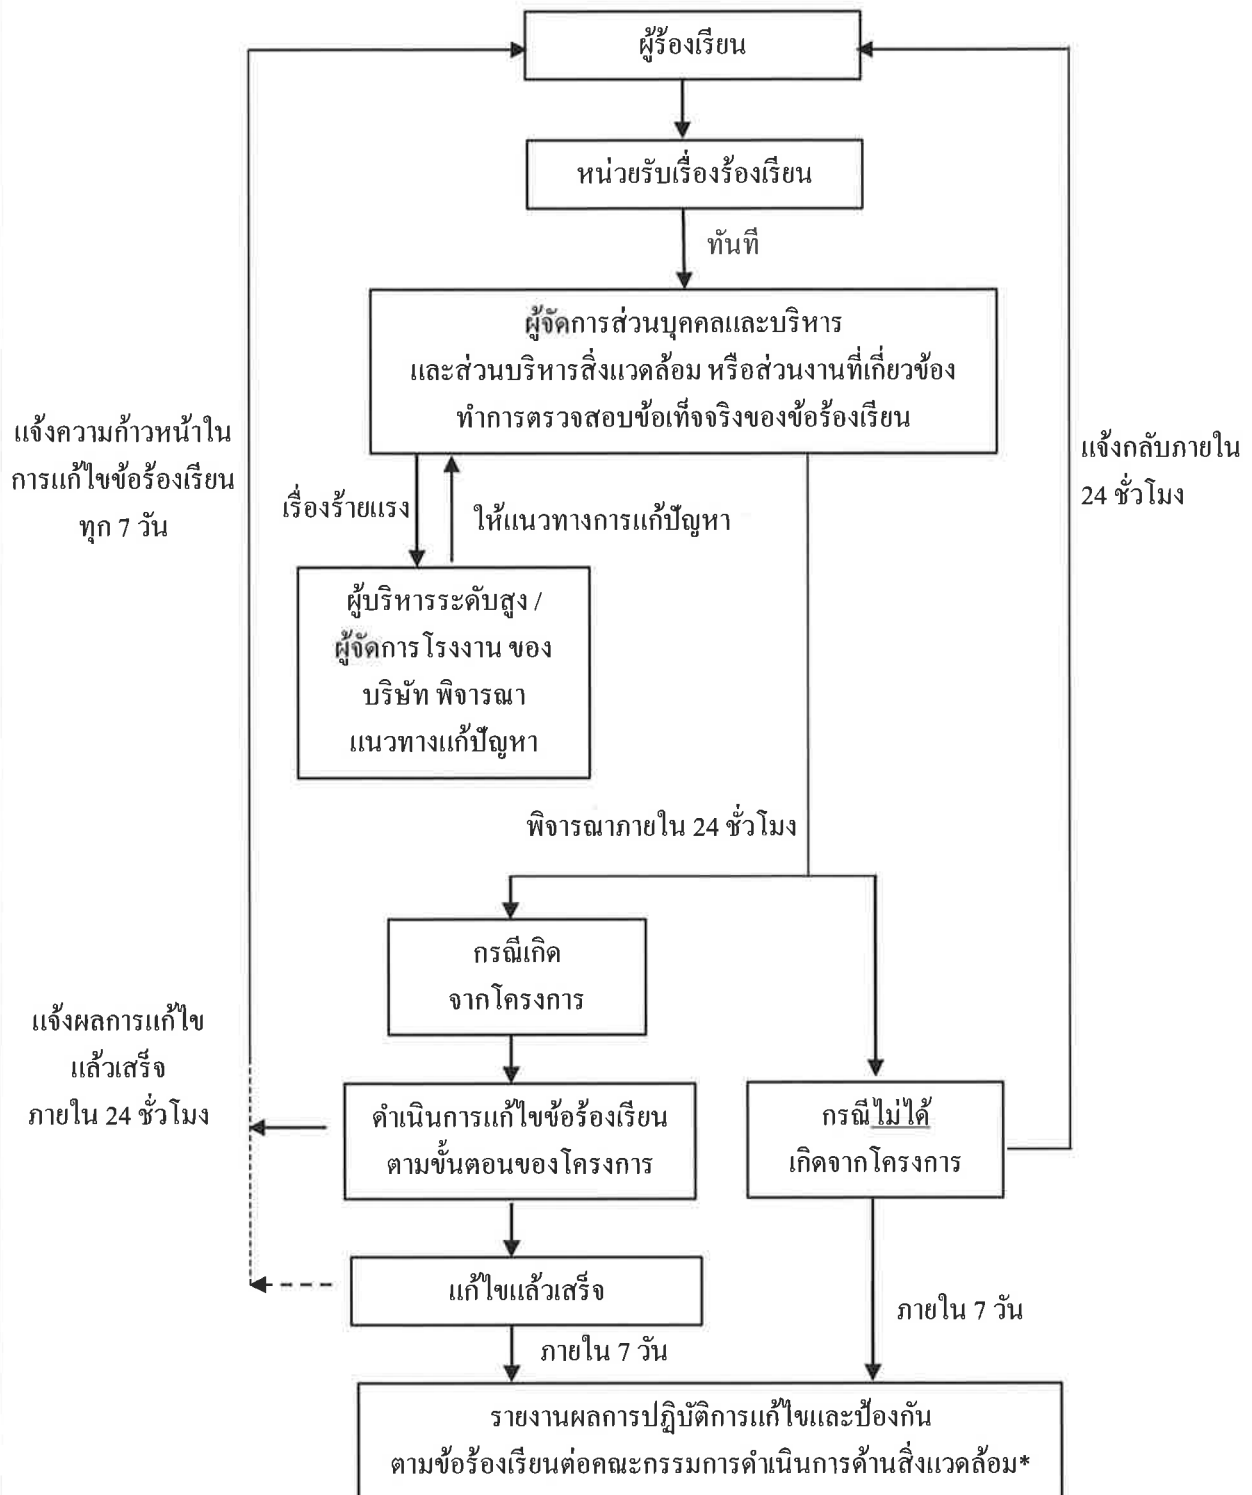 ผู้ร้องเรียน
หน่วยรับเรื่องร้องเรียน
ทันที
ผู้จัดการส่วนบุคคลและบริหาร
และส่วนบริหารสิ่งแวดล้อม หรือส่วนงานที่เกี่ยวข้อง
ทำการตรวจสอบข้อเท็จจริงของข้อร้องเรียน
แจ้งความก้าวหน้าใน
การแก้ไขข้อร้องเรียน
ทุก 7 วัน
แจ้งกลับภายใน
24 ชั่วโมง
เรื่องร้ายแรง
ให้แนวทางการแก้ปัญหา
ผู้บริหารระดับสูง /
ผู้จัดการโรงงาน ของ
บริษัท พิจารณา
แนวทางแก้ปัญหา
พิจารณาภายใน 24 ชั่วโมง
กรณีเกิด
จากโครงการ
แจ้งผลการแก้ไข
แล้วเสร็จ
ภายใน 24 ชั่วโมง
ดำเนินการแก้ไขข้อร้องเรียน
ตามขั้นตอนของโครงการ
กรณีไม่ได้
เกิดจากโครงการ
แก้ไขแล้วเสร็จ
ภายใน 7 วัน
ภายใน 7 วัน
รายงานผลการปฏิบัติการแก้ไขและป้องกัน
ตามข้อร้องเรียนต่อคณะกรรมการดำเนินการด้านสิ่งแวดล้อม*